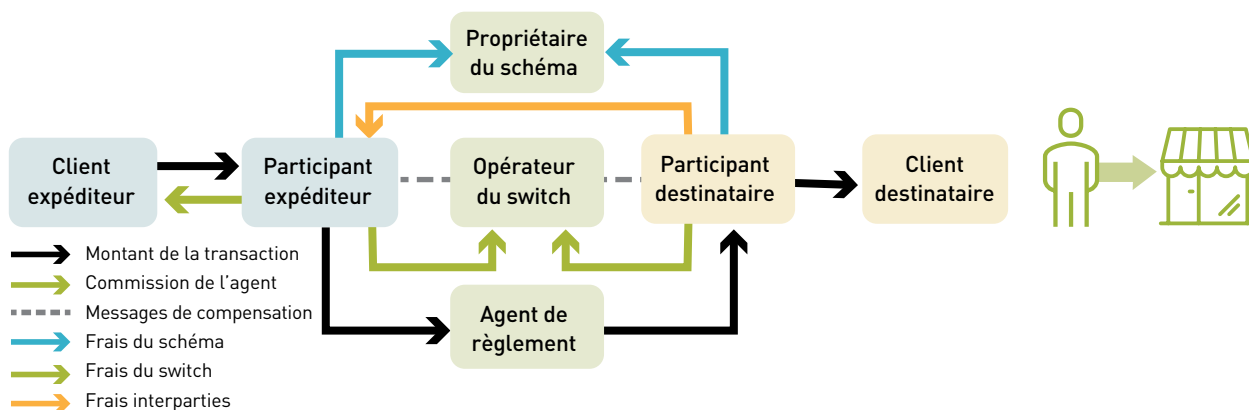 Propriétaire
du schéma
Client
expéditeur
Participant
expéditeur
Opérateur
du switch
Participant
destinataire
Client
destinataire
Agent de
règlement
Montant de la transaction
Commission de l'agent
Messages de compensation
Frais du schéma
Frais du switch
Frais interparties